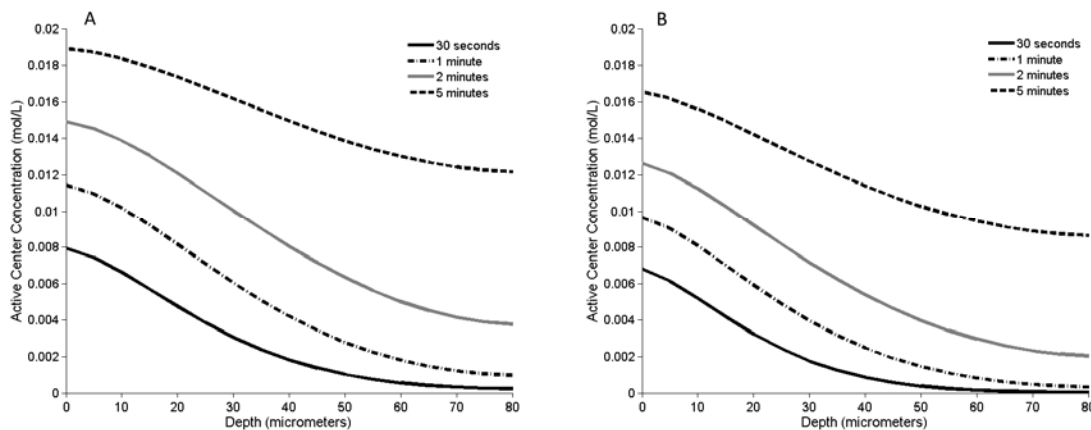 A
0.02
0.018
0.016
0.014
0.012
0.01
0.008
0.006
0.004
0.002
0
Active Center Concentration (mol/L)
30 seconds
1 minute
2 minutes
5 minutes
0 10 20 30 40 50 60 70 80
Depth (micrometers)
B
0.02
0.018
0.016
0.014
0.012
0.01
0.008
0.006
0.004
0.002
0
Active Center Concentration (mol/L)
30 seconds
1 minute
2 minutes
5 minutes
0 10 20 30 40 50 60 70 80
Depth (micrometers)